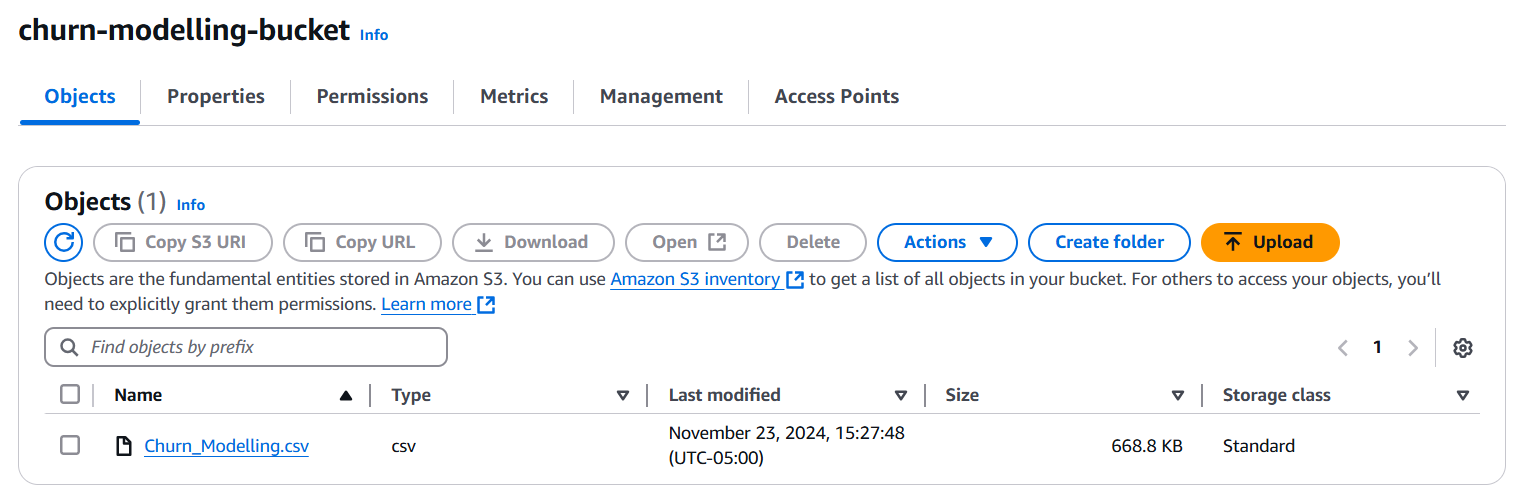 churn-modelling-bucket Info
Objects Properties Permissions Metrics Management Access Points
Objects (1) Info
Copy S3 URI Copy URL Download Open Delete Actions Create folder Upload
Objects are the fundamental entities stored in Amazon S3. You can use Amazon S3 inventory to get a list of all objects in your bucket. For others to access your objects, you’ll
need to explicitly grant them permissions. Learn more
Find objects by prefix 1
Name Type Last modified Size Storage class
Churn_Modelling.csv csv November 23, 2024, 15:27:48 668.8 KB Standard
(UTC-05:00)